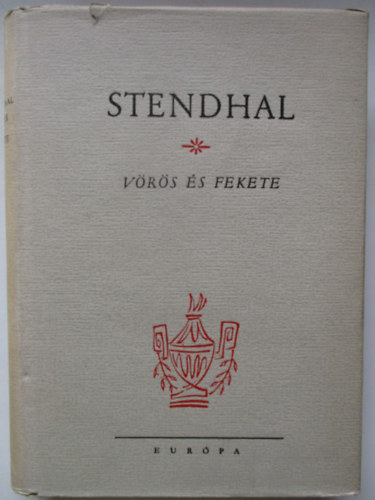 STENDHAL
VÖRÖS ÉS FEKETE
EURÓPA